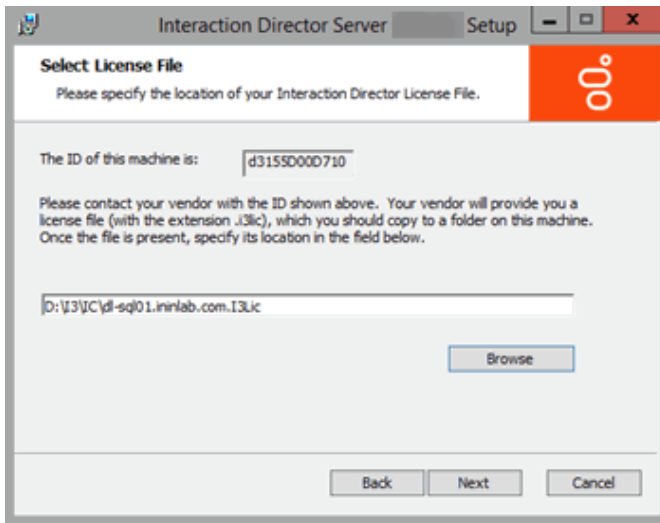 Interaction Director Server Setup
Select License File
Please specify the location of your Interaction Director License File.
The ID of this machine is: d3155D00D710
Please contact your vendor with the ID shown above. Your vendor will provide you a
license file (with the extension .i3lic), which you should copy to a folder on this machine.
Once the file is present, specify its location in the field below.
D:\I3\IC\dl-sql01.ininlab.com.I3Lic
Browse
Back Next Cancel